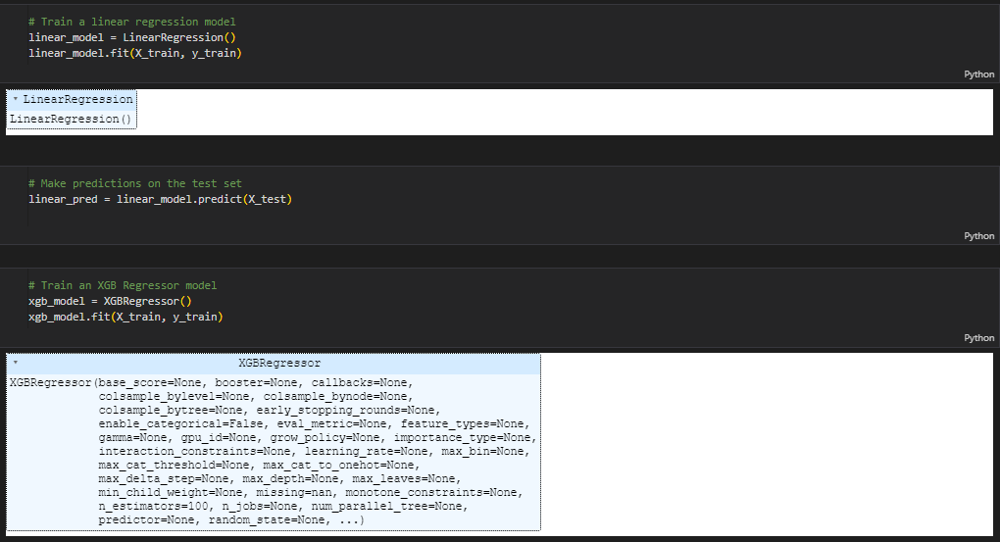 # Train a linear regression model
linear_model = LinearRegression()
linear_model.fit(X_train, y_train)
Python
▾ LinearRegression
LinearRegression()
# Make predictions on the test set
linear_pred = linear_model.predict(X_test)
Python
# Train an XGB Regressor model
xgb_model = XGBRegressor()
xgb_model.fit(X_train, y_train)
Python
▾ XGBRegressor
XGBRegressor(base_score=None, booster=None, callbacks=None,
colsample_bylevel=None, colsample_bynode=None,
colsample_bytree=None, early_stopping_rounds=None,
enable_categorical=False, eval_metric=None, feature_types=None,
gamma=None, gpu_id=None, grow_policy=None, importance_type=None,
interaction_constraints=None, learning_rate=None, max_bin=None,
max_cat_threshold=None, max_cat_to_onehot=None,
max_delta_step=None, max_depth=None, max_leaves=None,
min_child_weight=None, missing=nan, monotone_constraints=None,
n_estimators=100, n_jobs=None, num_parallel_tree=None,
predictor=None, random_state=None, ...)